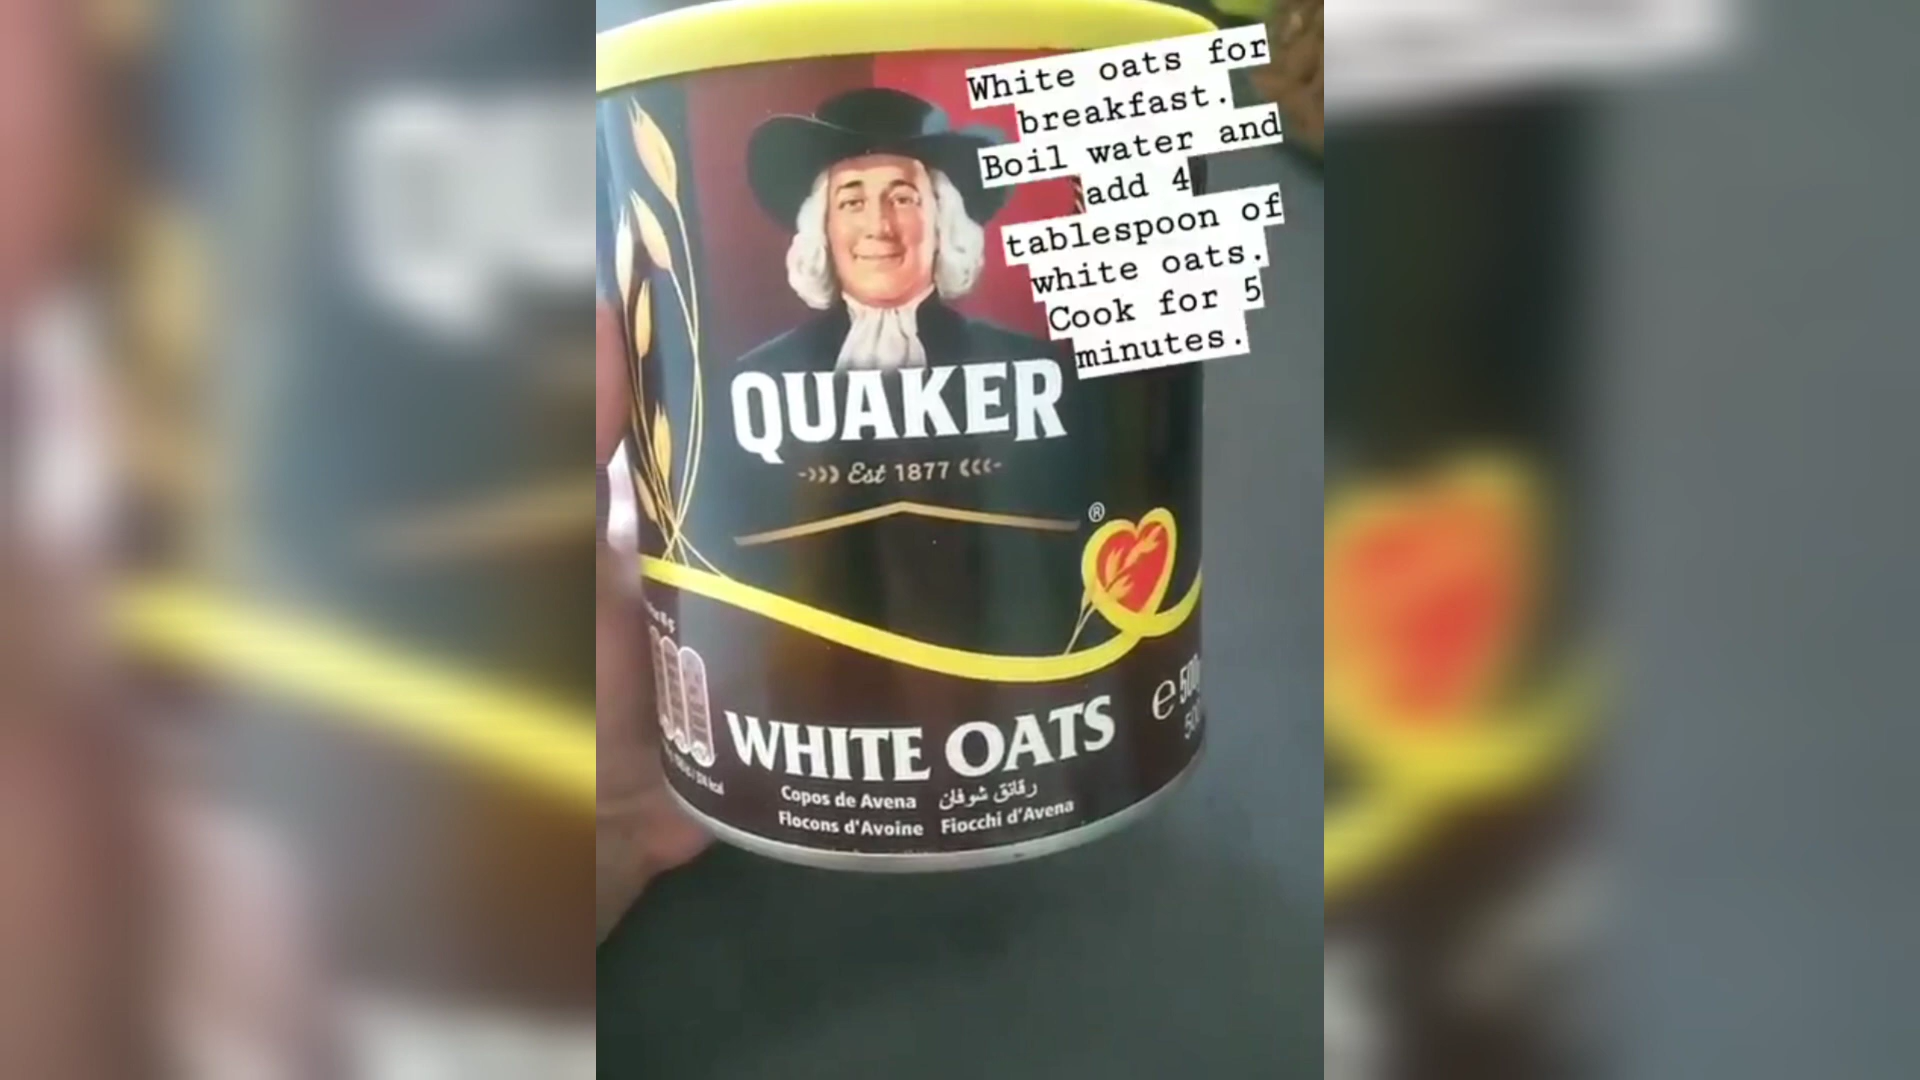 White oats for
breakfast.
Boil water and
add 4
tablespoon of
white oats.
Cook for 5
minutes.
QUAKER
Est 1877
®
e 500
WHITE OATS
Copos de Avena رقائق شوفان
Flocons d'Avoine Fiocchi d'Avena